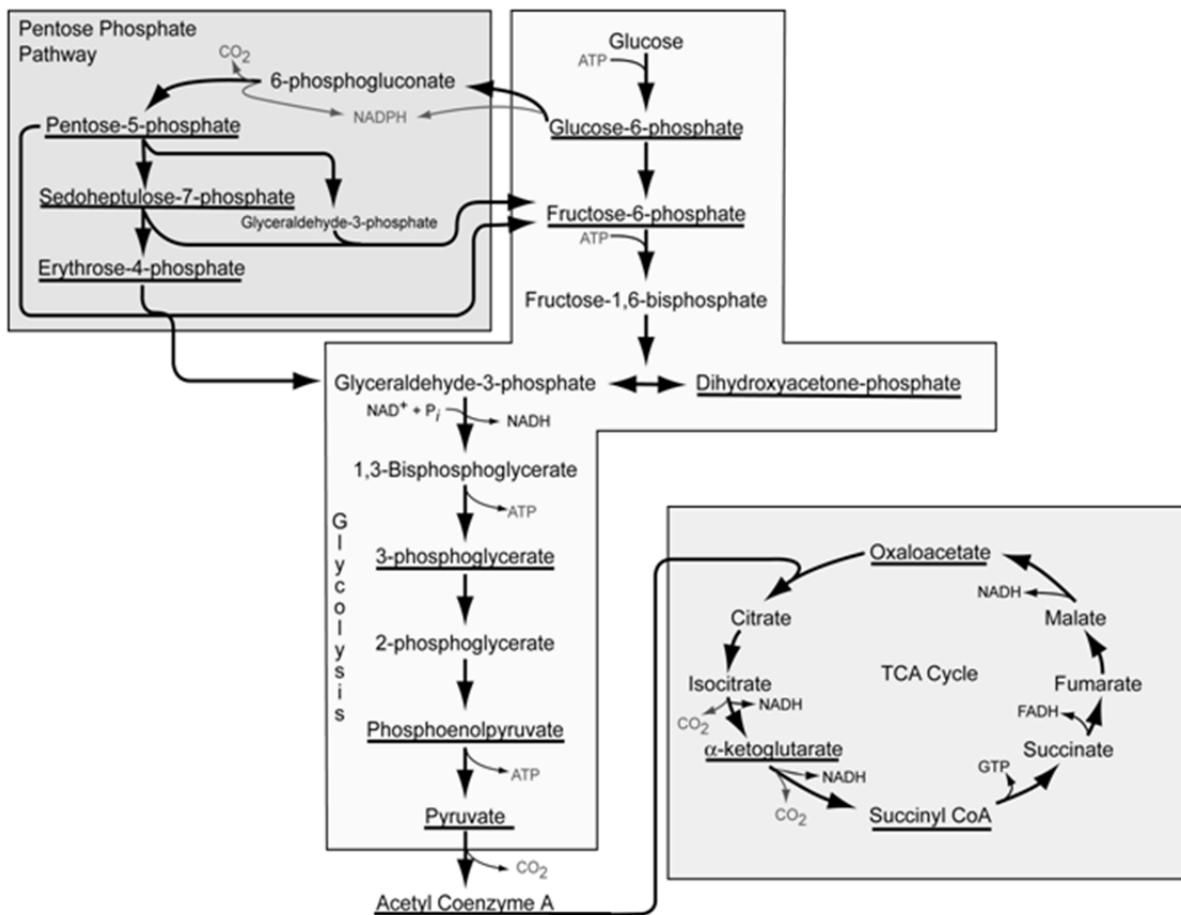 Pentose Phosphate
Pathway
CO2
6-phosphogluconate
NADPH
Pentose-5-phosphate
Sedoheptulose-7-phosphate
Glyceraldehyde-3-phosphate
Erythrose-4-phosphate
Glucose
ATP
Glucose-6-phosphate
Fructose-6-phosphate
ATP
Fructose-1,6-bisphosphate
Glyceraldehyde-3-phosphate
Dihydroxyacetone-phosphate
NAD+ + Pi
NADH
1,3-Bisphosphoglycerate
ATP
Glycolysis
3-phosphoglycerate
2-phosphoglycerate
Phosphoenolpyruvate
ATP
Pyruvate
CO2
Acetyl Coenzyme A
Oxaloacetate
NADH
Citrate
Malate
TCA Cycle
Isocitrate
NADH
CO2
Fumarate
FADH
α-ketoglutarate
Succinate
NADH
GTP
CO2
Succinyl CoA